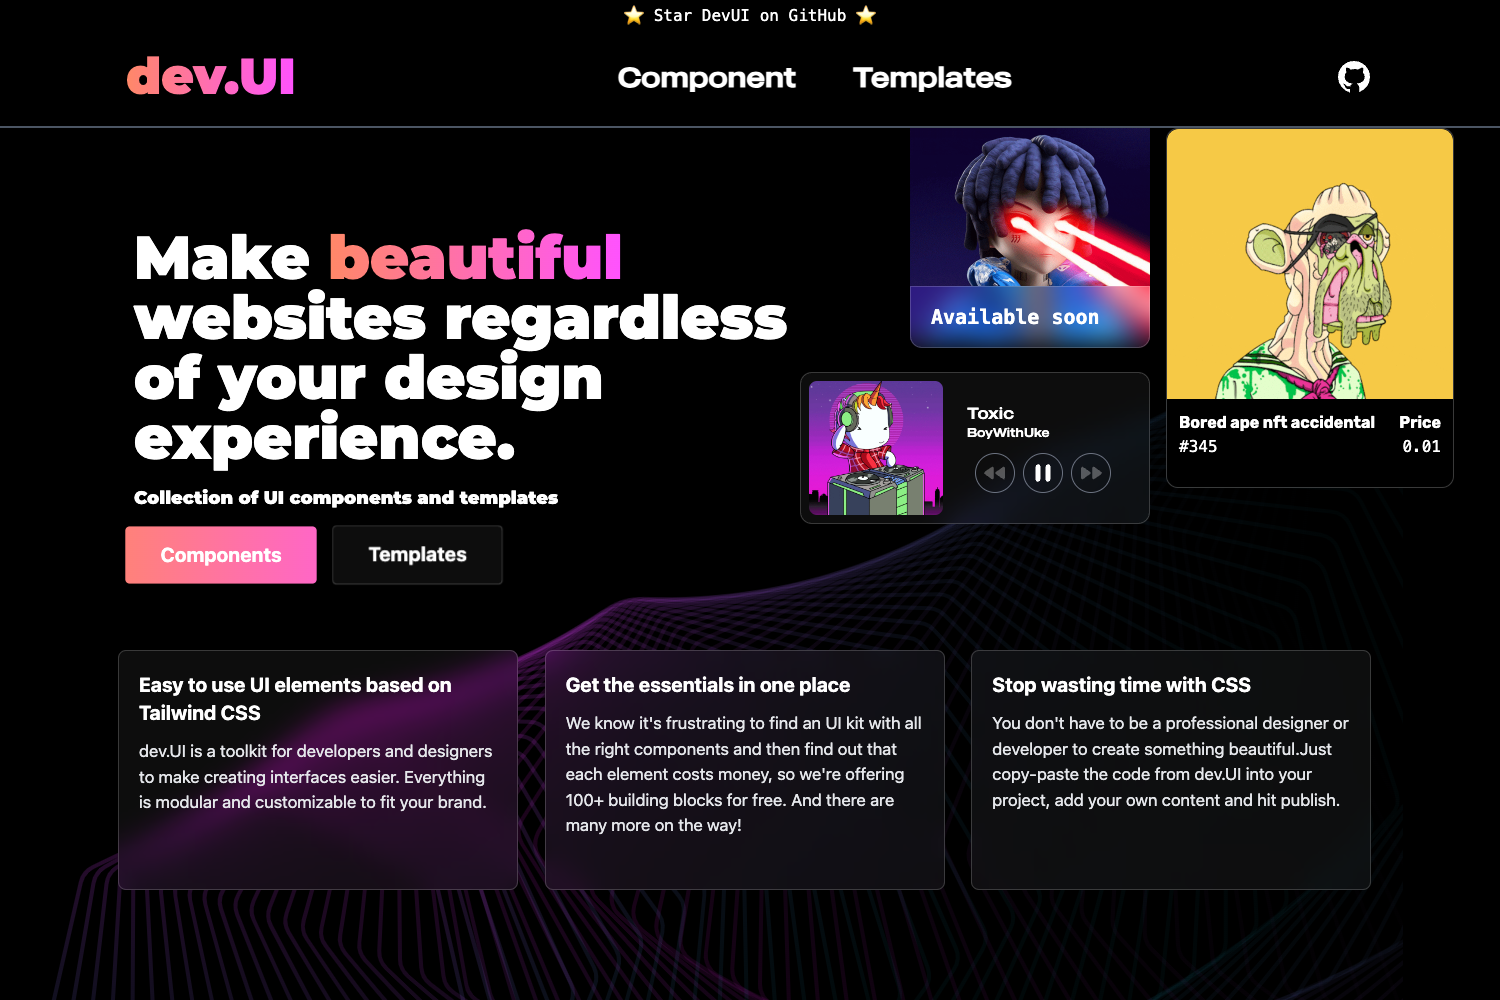 ⭐ Star DevUI on GitHub ⭐
dev.UI
Component
Templates
Make beautiful
websites regardless
of your design
experience.
Collection of UI components and templates
Components
Templates
Available soon
Toxic
BoyWithUke
Bored ape nft accidental Price
#345 0.01
Easy to use UI elements based on
Tailwind CSS
dev.UI is a toolkit for developers and designers
to make creating interfaces easier. Everything
is modular and customizable to fit your brand.
Get the essentials in one place
We know it's frustrating to find an UI kit with all
the right components and then find out that
each element costs money, so we're offering
100+ building blocks for free. And there are
many more on the way!
Stop wasting time with CSS
You don't have to be a professional designer or
developer to create something beautiful.Just
copy-paste the code from dev.UI into your
project, add your own content and hit publish.